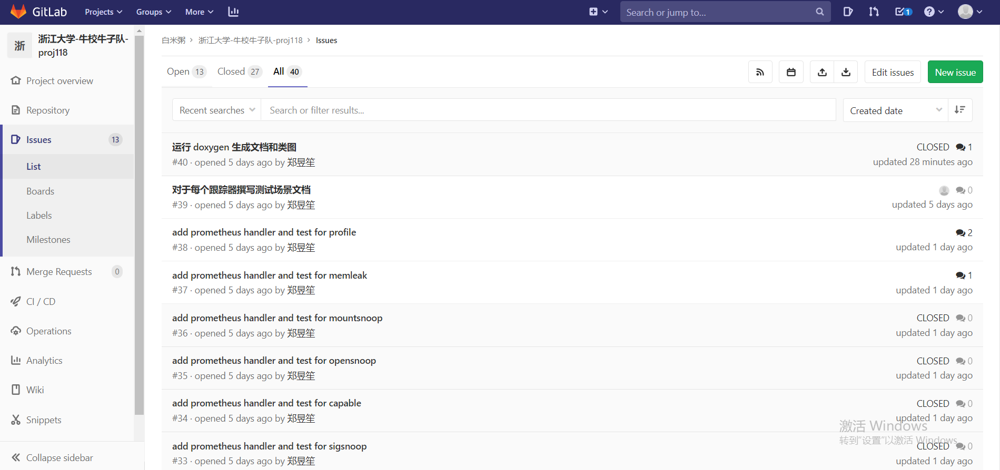 GitLab Projects Groups More Search or jump to... 1
浙 浙江大学-牛校牛子队-
proj118
Project overview
Repository
Issues 13
List
Boards
Labels
Milestones
Merge Requests 0
CI / CD
Operations
Analytics
Wiki
Snippets
Collapse sidebar
白米粥 > 浙江大学-牛校牛子队-proj118 > Issues
Open 13 Closed 27 All 40 Edit issues New issue
Recent searches Search or filter results... Created date
运行 doxygen 生成文档和类图 CLOSED 1
#40 · opened 5 days ago by 郑昱笙 updated 28 minutes ago
对于每个跟踪器撰写测试场景文档 0
#39 · opened 5 days ago by 郑昱笙 updated 5 days ago
add prometheus handler and test for profile 2
#38 · opened 5 days ago by 郑昱笙 updated 1 day ago
add prometheus handler and test for memleak 1
#37 · opened 5 days ago by 郑昱笙 updated 1 day ago
add prometheus handler and test for mountsnoop CLOSED 0
#36 · opened 5 days ago by 郑昱笙 updated 1 day ago
add prometheus handler and test for opensnoop CLOSED 0
#35 · opened 5 days ago by 郑昱笙 updated 1 day ago
add prometheus handler and test for capable CLOSED 0
#34 · opened 5 days ago by 郑昱笙 updated 1 day ago
激活 Windows
转到"设置"以激活 Windows。
add prometheus handler and test for sigsnoop CLOSED 0
#33 · opened 5 days ago by 郑昱笙 updated 1 day ago